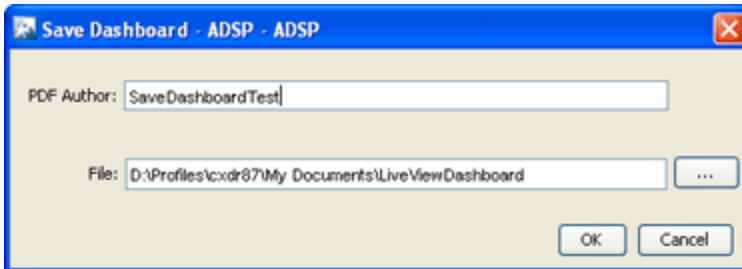 Save Dashboard - ADSP - ADSP
PDF Author: SaveDashboardTest
File: D:\Profiles\cxdr87\My Documents\LiveViewDashboard ...
OK Cancel